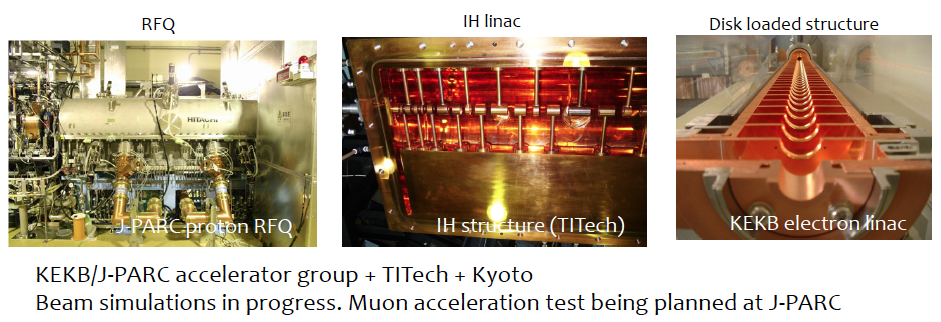 RFQ
IH linac
Disk loaded structure
HITACHI
J-PARC proton RFQ
IH structure (TITech)
KEKB electron linac
KEKB/J-PARC accelerator group + TITech + Kyoto
Beam simulations in progress. Muon acceleration test being planned at J-PARC